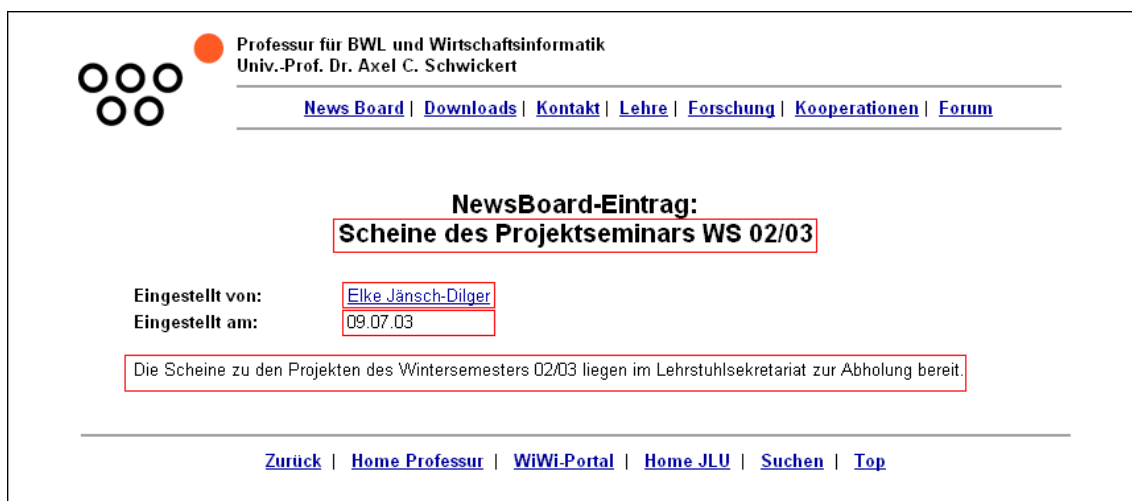 Professur für BWL und Wirtschaftsinformatik
Univ.-Prof. Dr. Axel C. Schwickert
News Board | Downloads | Kontakt | Lehre | Forschung | Kooperationen | Forum
NewsBoard-Eintrag:
Scheine des Projektseminars WS 02/03
Eingestellt von: Elke Jänsch-Dilger
Eingestellt am: 09.07.03
Die Scheine zu den Projekten des Wintersemesters 02/03 liegen im Lehrstuhlsekretariat zur Abholung bereit.
Zurück | Home Professur | WiWi-Portal | Home JLU | Suchen | Top